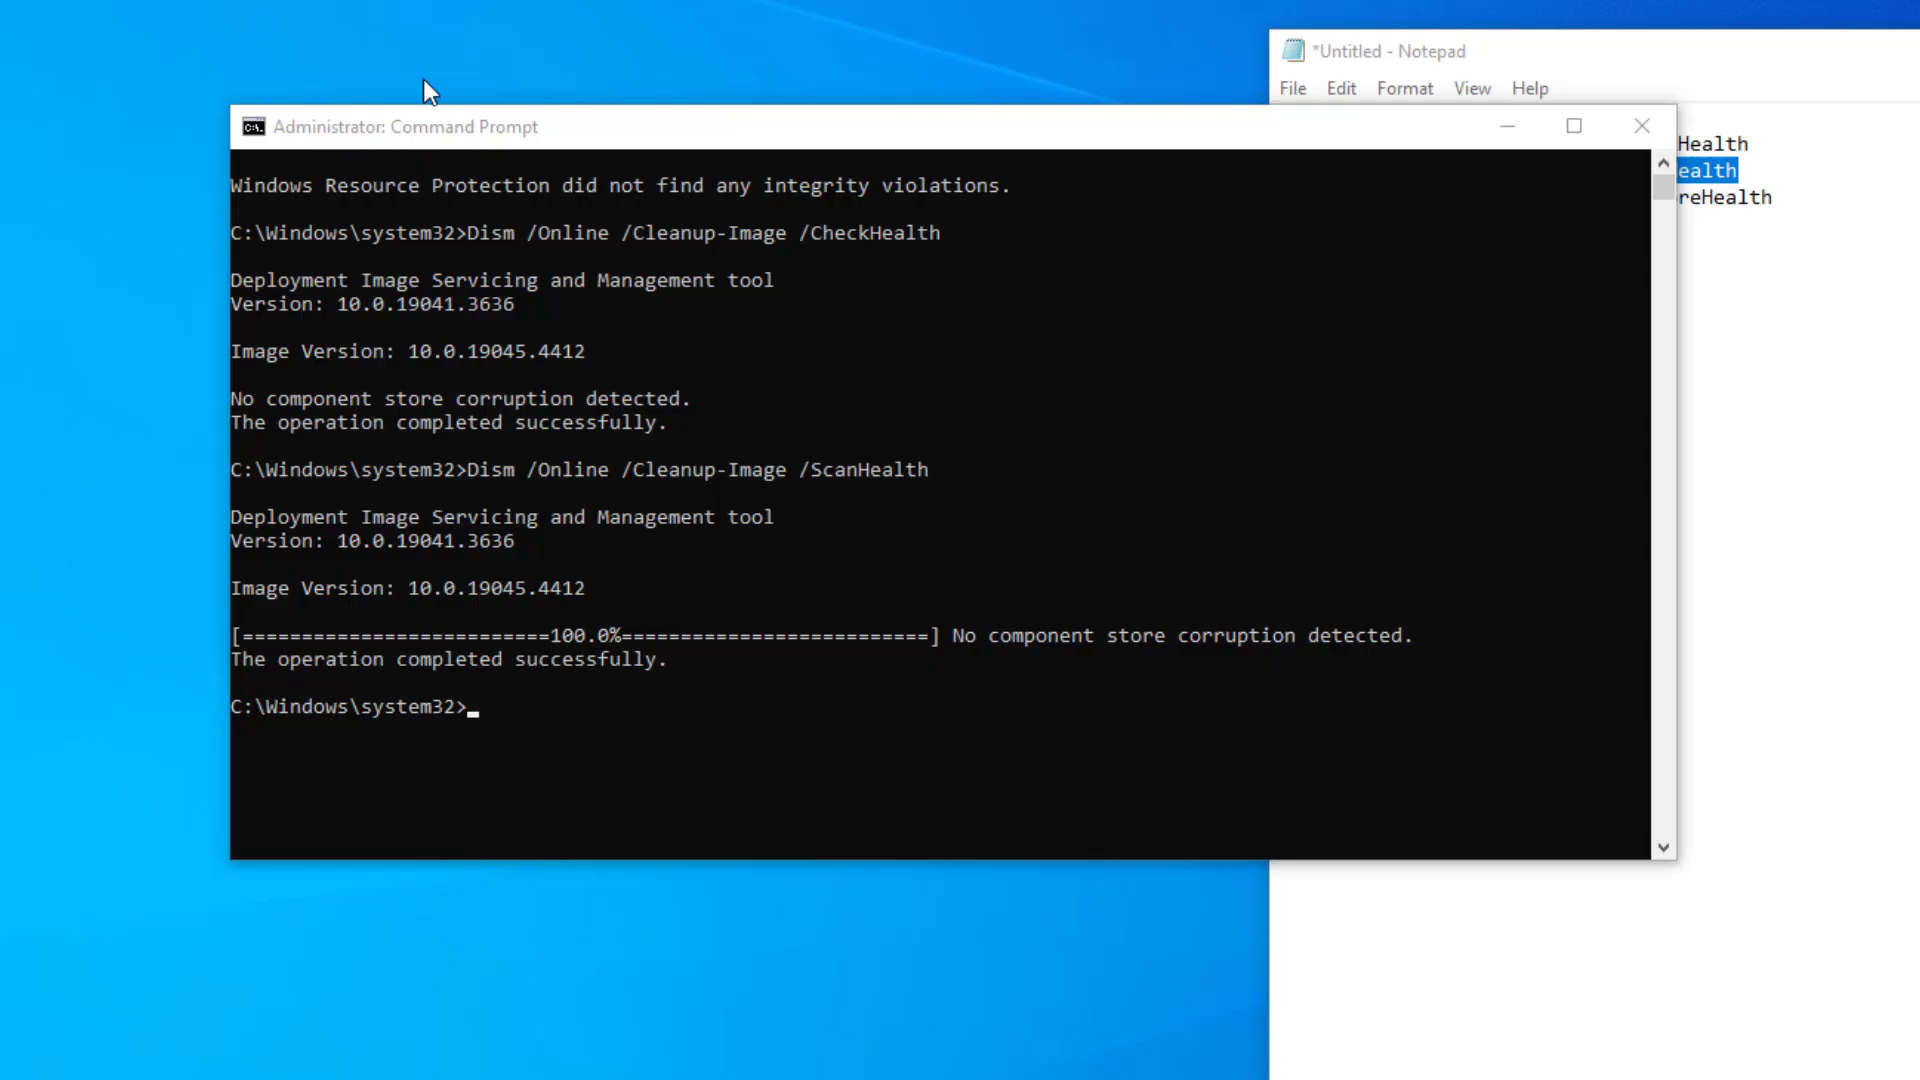 *Untitled - Notepad
File Edit Format View Help
Health
ealth
reHealth
Administrator: Command Prompt
Windows Resource Protection did not find any integrity violations.
C:\Windows\system32>Dism /Online /Cleanup-Image /CheckHealth
Deployment Image Servicing and Management tool
Version: 10.0.19041.3636
Image Version: 10.0.19045.4412
No component store corruption detected.
The operation completed successfully.
C:\Windows\system32>Dism /Online /Cleanup-Image /ScanHealth
Deployment Image Servicing and Management tool
Version: 10.0.19041.3636
Image Version: 10.0.19045.4412
[==========================100.0%==========================] No component store corruption detected.
The operation completed successfully.
C:\Windows\system32>